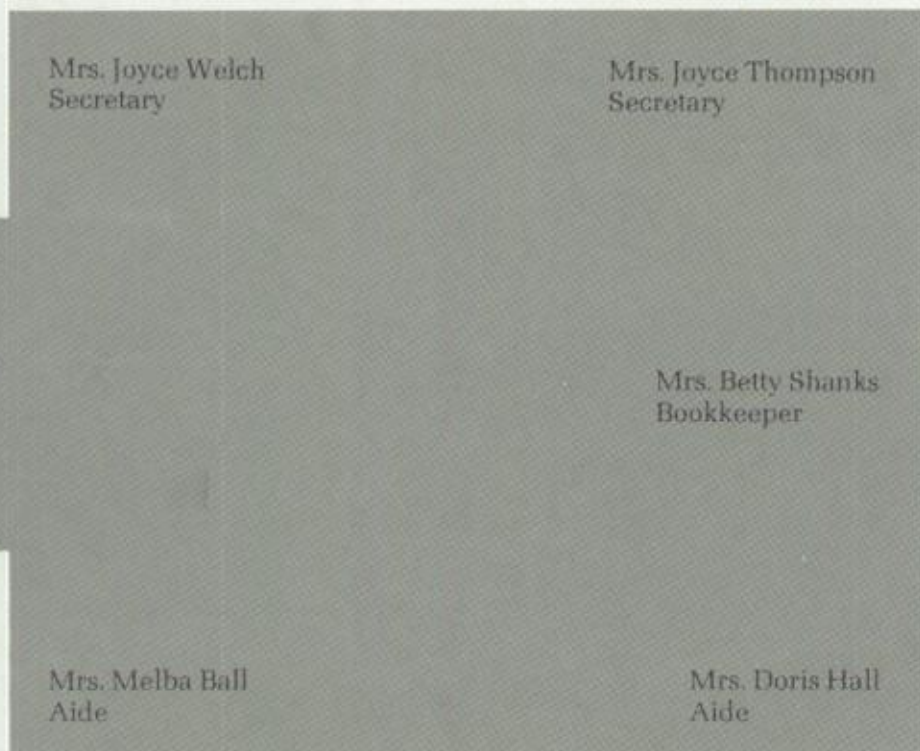 Mrs. Joyce Welch
Secretary
Mrs. Joyce Thompson
Secretary
Mrs. Betty Shanks
Bookkeeper
Mrs. Melba Ball
Aide
Mrs. Doris Hall
Aide